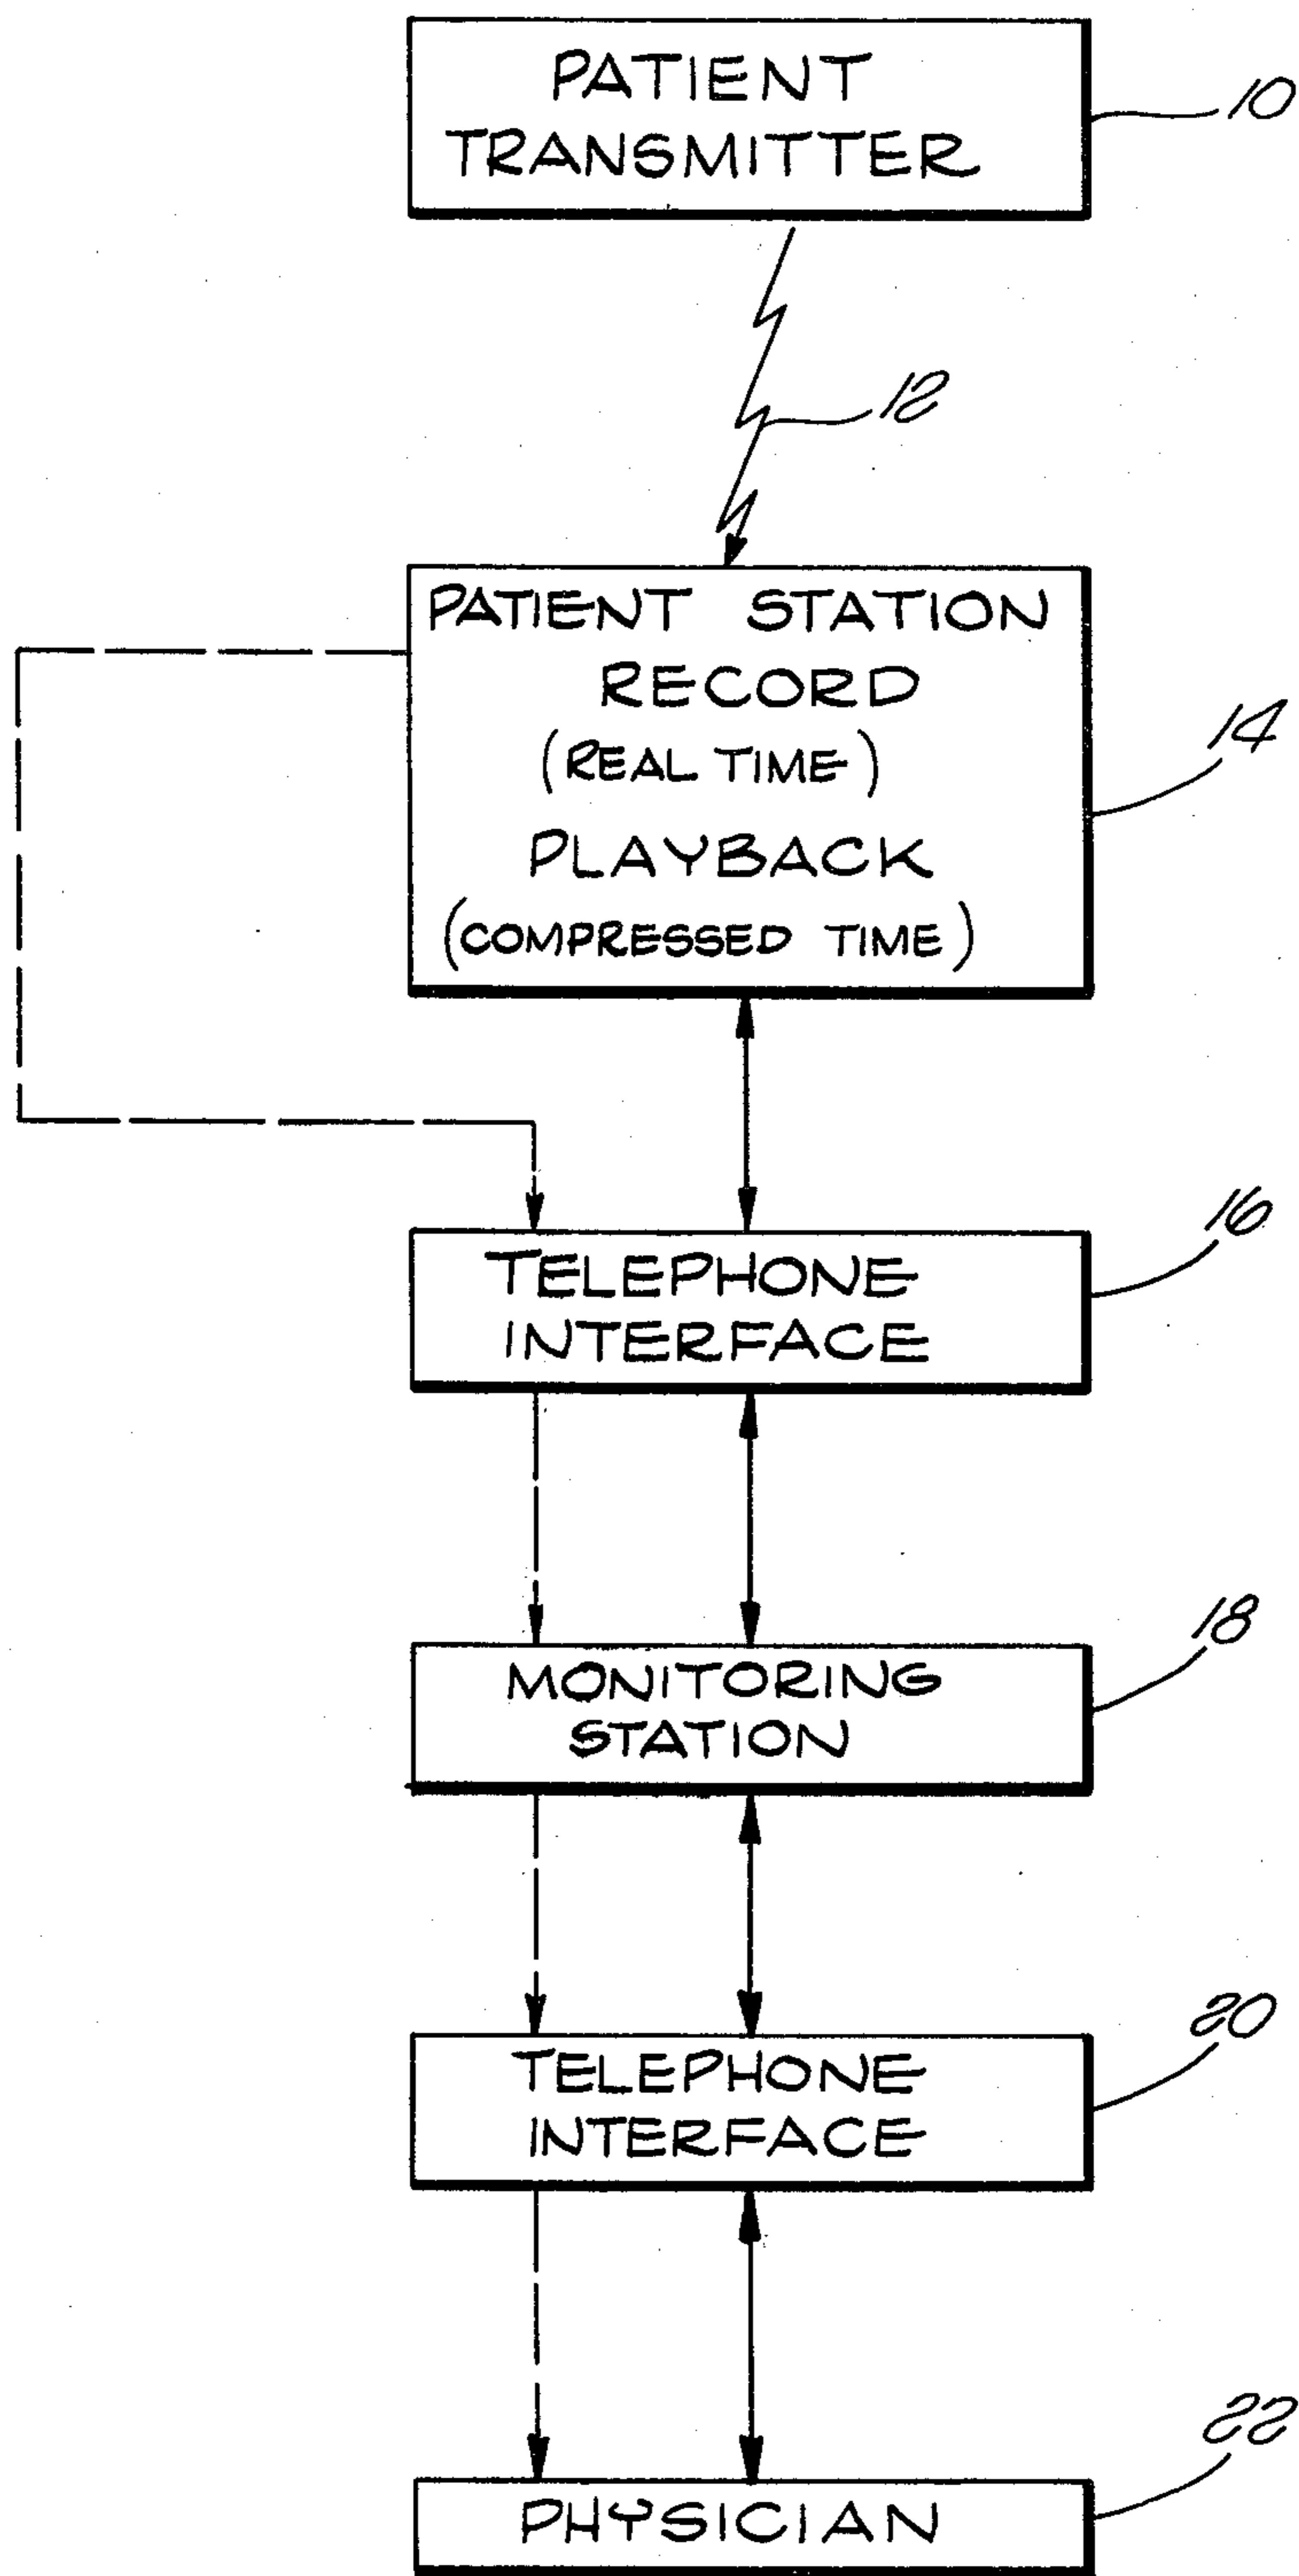 PATIENT
TRANSMITTER
10
12
PATIENT STATION
RECORD
(REAL TIME)
PLAYBACK
(COMPRESSED TIME)
14
TELEPHONE
INTERFACE
16
MONITORING
STATION
18
TELEPHONE
INTERFACE
20
PHYSICIAN
22